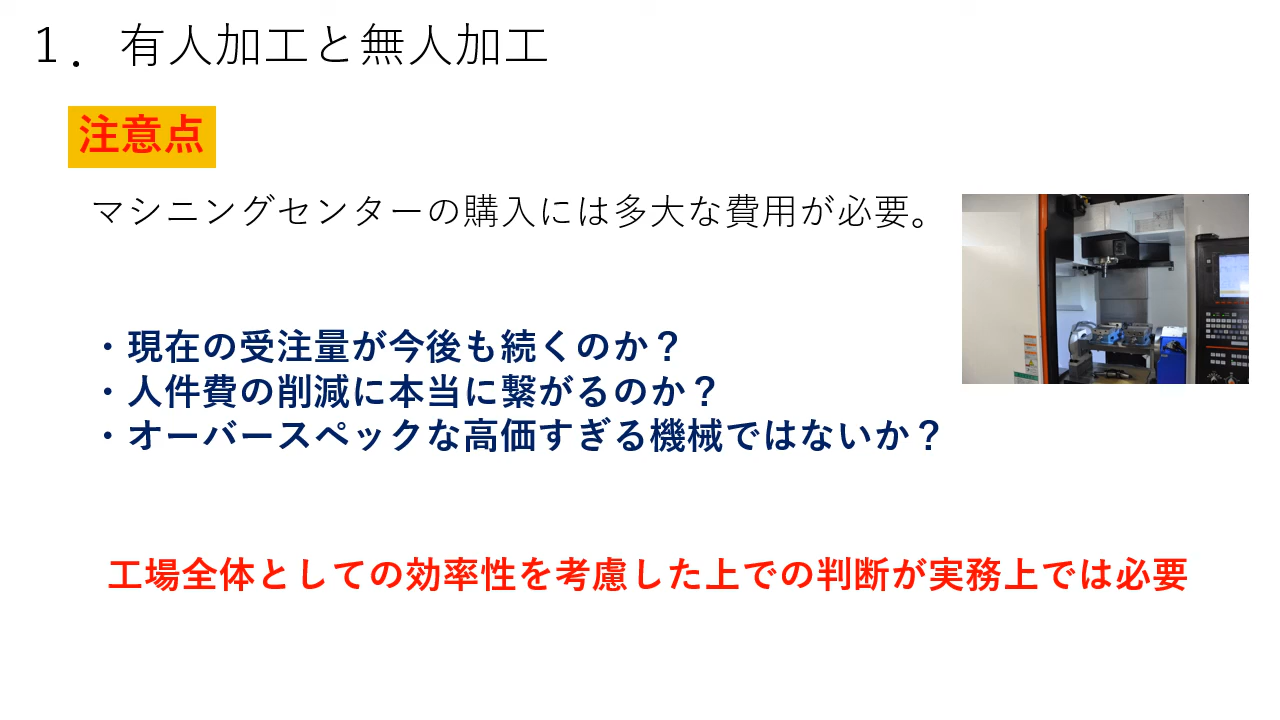 １．有人加工と無人加工
注意点
マシニングセンターの購入には多大な費用が必要。
・現在の受注量が今後も続くのか？
・人件費の削減に本当に繋がるのか？
・オーバースペックな高価すぎる機械ではないか？
工場全体としての効率性を考慮した上での判断が実務上では必要